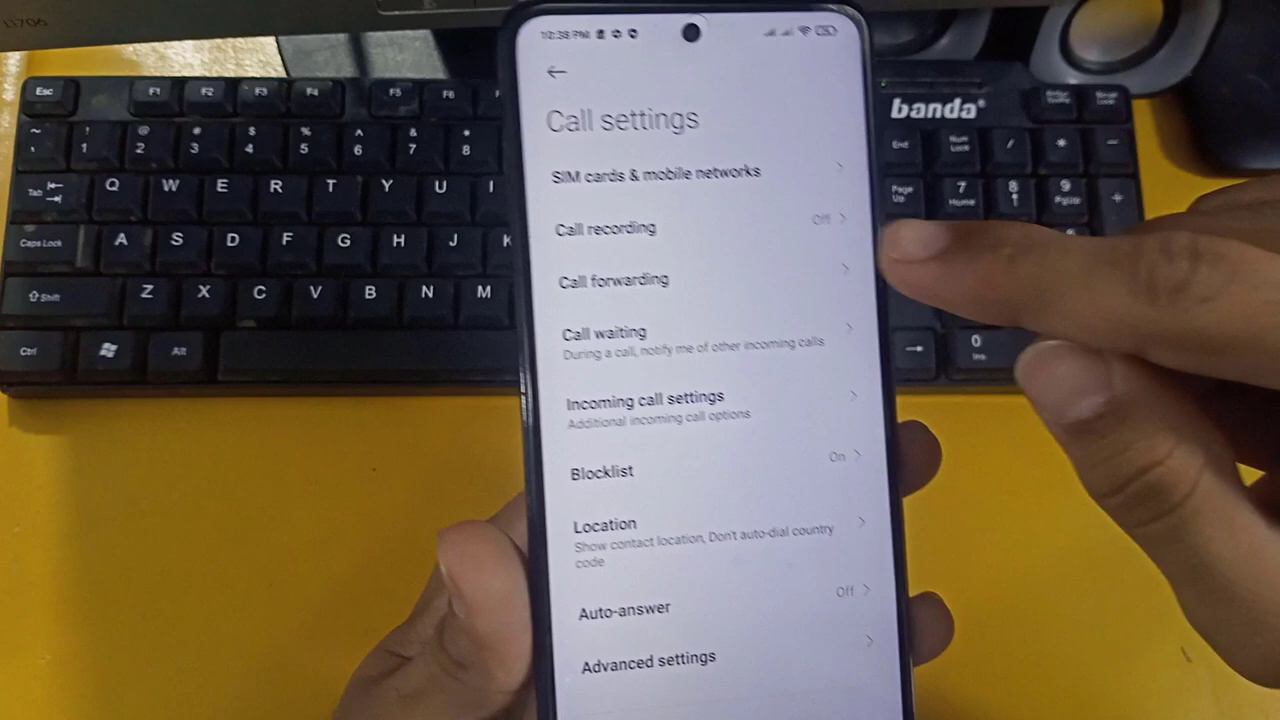 10:38 PM
Call settings
SIM cards & mobile networks
Call recording
Off
Call forwarding
Call waiting
During a call, notify me of other incoming calls
Incoming call settings
Additional incoming call options
Blocklist
On
Location
Show contact location, Don't auto-dial country
code
Auto-answer
Off
Advanced settings
Esc F1 F2 F3 F4 F5 F6
~ ! @ # $ % ^ & *
1 2 3 4 5 6 7 8
Tab Q W E R T Y U I
Caps Lock A S D F G H J K
Shift Z X C V B N M
Ctrl Alt
banda®
End Num Lock / * -
Page Up 7 Home 8 9 PgUp +
0 Ins